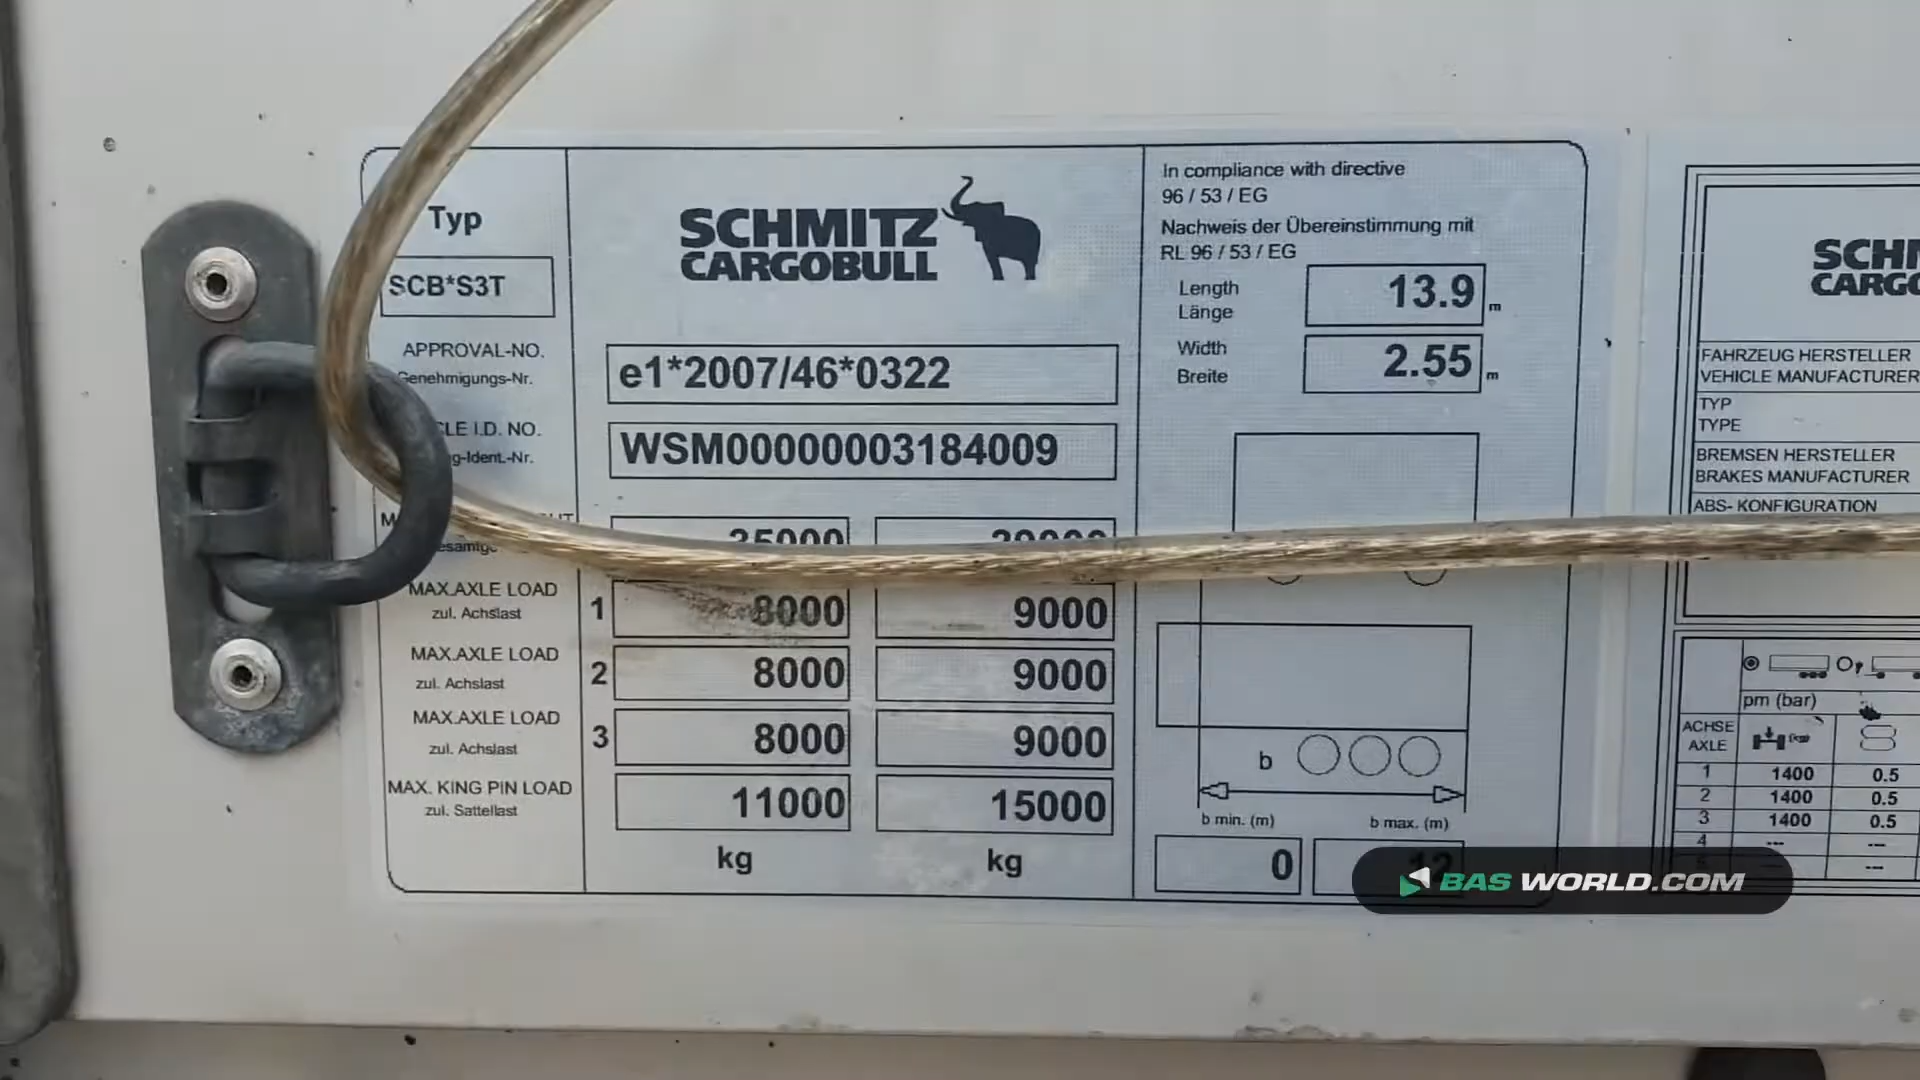 Typ
SCB*S3T
APPROVAL-NO.
Genehmigungs-Nr.
I.D. NO.
SCHMITZ
CARGOBULL
e1*2007/46*0322
WSM00000003184009
MAX.AXLE LOAD 1 8000 9000
zul. Achslast
MAX.AXLE LOAD 2 8000 9000
zul. Achslast
MAX.AXLE LOAD 3 8000 9000
zul. Achslast
MAX. KING PIN LOAD 11000 15000
zul. Sattellast
kg kg
In compliance with directive
96 / 53 / EG
Nachweis der Übereinstimmung mit
RL 96 / 53 / EG
Length
Länge
13.9 m
Width
Breite
2.55 m
b
b min. (m) b max. (m)
0 12
FAHRZEUG HERSTELLER
VEHICLE MANUFACTURER
TYP
TYPE
BREMSEN HERSTELLER
BRAKES MANUFACTURER
ABS- KONFIGURATION
pm (bar)
ACHSE
AXLE
1 1400 0.5
2 1400 0.5
3 1400 0.5
4 --- ---
BAS WORLD.COM